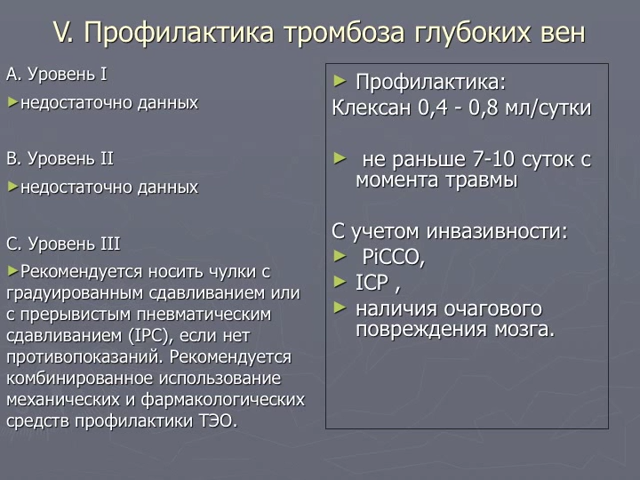 V. Профилактика тромбоза глубоких вен
А. Уровень I
►недостаточно данных
В. Уровень II
►недостаточно данных
С. Уровень III
►Рекомендуется носить чулки с
градуированным сдавливанием или
с прерывистым пневматическим
сдавливанием (IPC), если нет
противопоказаний. Рекомендуется
комбинированное использование
механических и фармакологических
средств профилактики ТЭО.
► Профилактика:
Клексан 0,4 - 0,8 мл/сутки
► не раньше 7-10 суток с
момента травмы
С учетом инвазивности:
► PiCCO,
► ICP ,
► наличия очагового
повреждения мозга.